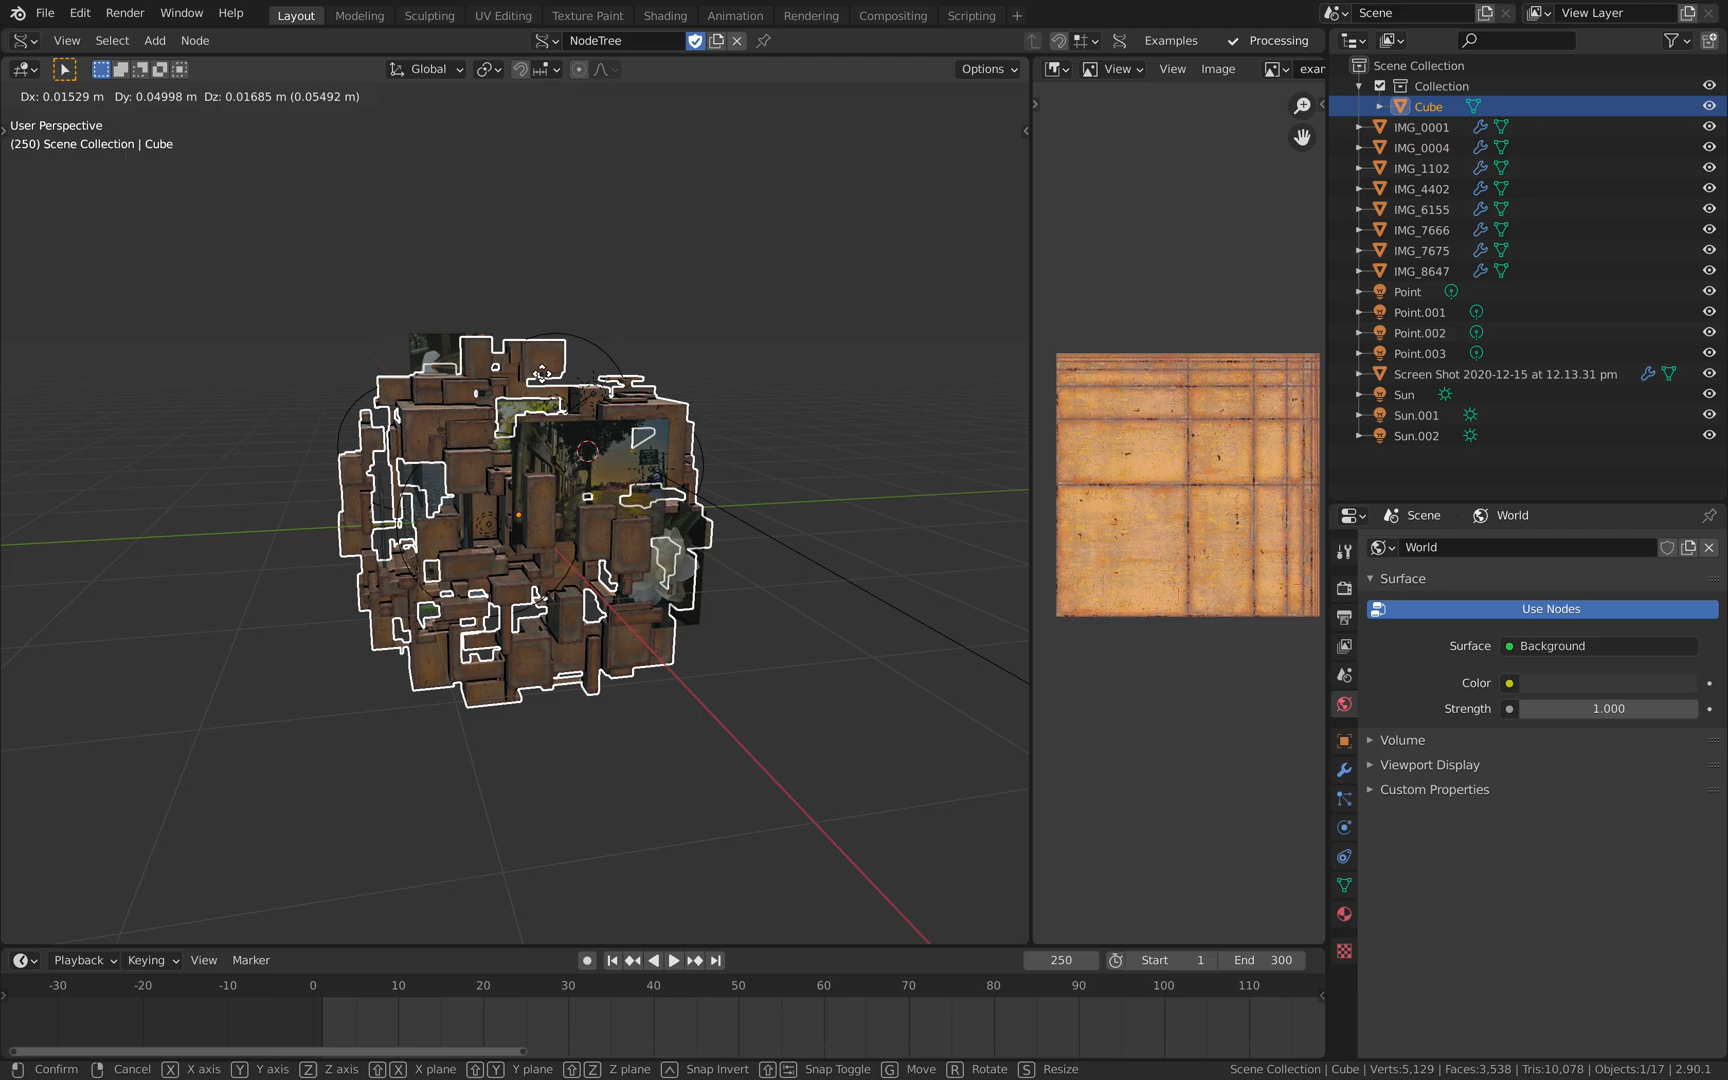 File Edit Render Window Help Layout Modeling Sculpting UV Editing Texture Paint Shading Animation Rendering Compositing Scripting + Scene View Layer
View Select Add Node NodeTree Examples Processing
Global Options View View Image exar
Dx: 0.01529 m Dy: 0.04998 m Dz: 0.01685 m (0.05492 m)
User Perspective
(250) Scene Collection | Cube
Scene Collection
Collection
Cube
IMG_0001
IMG_0004
IMG_1102
IMG_4402
IMG_6155
IMG_7666
IMG_7675
IMG_8647
Point
Point.001
Point.002
Point.003
Screen Shot 2020-12-15 at 12.13.31 pm
Sun
Sun.001
Sun.002
Scene World
World
Surface
Use Nodes
Surface Background
Color
Strength 1.000
Volume
Viewport Display
Custom Properties
Playback Keying View Marker 250 Start 1 End 300
-30 -20 -10 0 10 20 30 40 50 60 70 80 90 100 110
Confirm Cancel X X axis Y Y axis Z Z axis X X plane Y Y plane Z Z plane Snap Invert Snap Toggle G Move R Rotate S Resize Scene Collection | Cube | Verts:5,129 | Faces:3,538 | Tris:10,078 | Objects:1/17 | 2.90.1